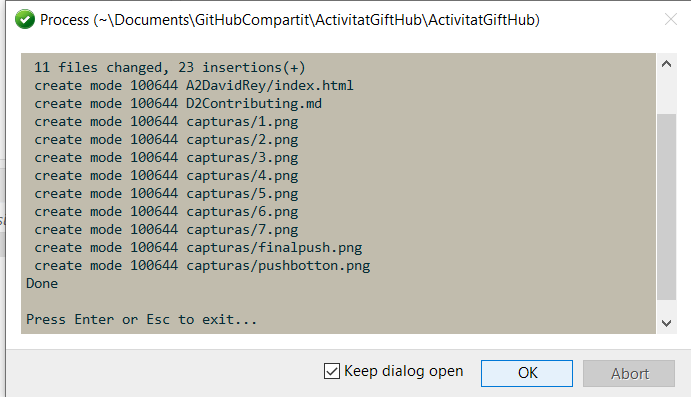 Process (~\Documents\GitHubCompartit\ActivitatGiftHub\ActivitatGiftHub)
11 files changed, 23 insertions(+)
create mode 100644 A2DavidRey/index.html
create mode 100644 D2Contributing.md
create mode 100644 capturas/1.png
create mode 100644 capturas/2.png
create mode 100644 capturas/3.png
create mode 100644 capturas/4.png
create mode 100644 capturas/5.png
create mode 100644 capturas/6.png
create mode 100644 capturas/7.png
create mode 100644 capturas/finalpush.png
create mode 100644 capturas/pushbotton.png
Done
Press Enter or Esc to exit...
Keep dialog open
OK
Abort